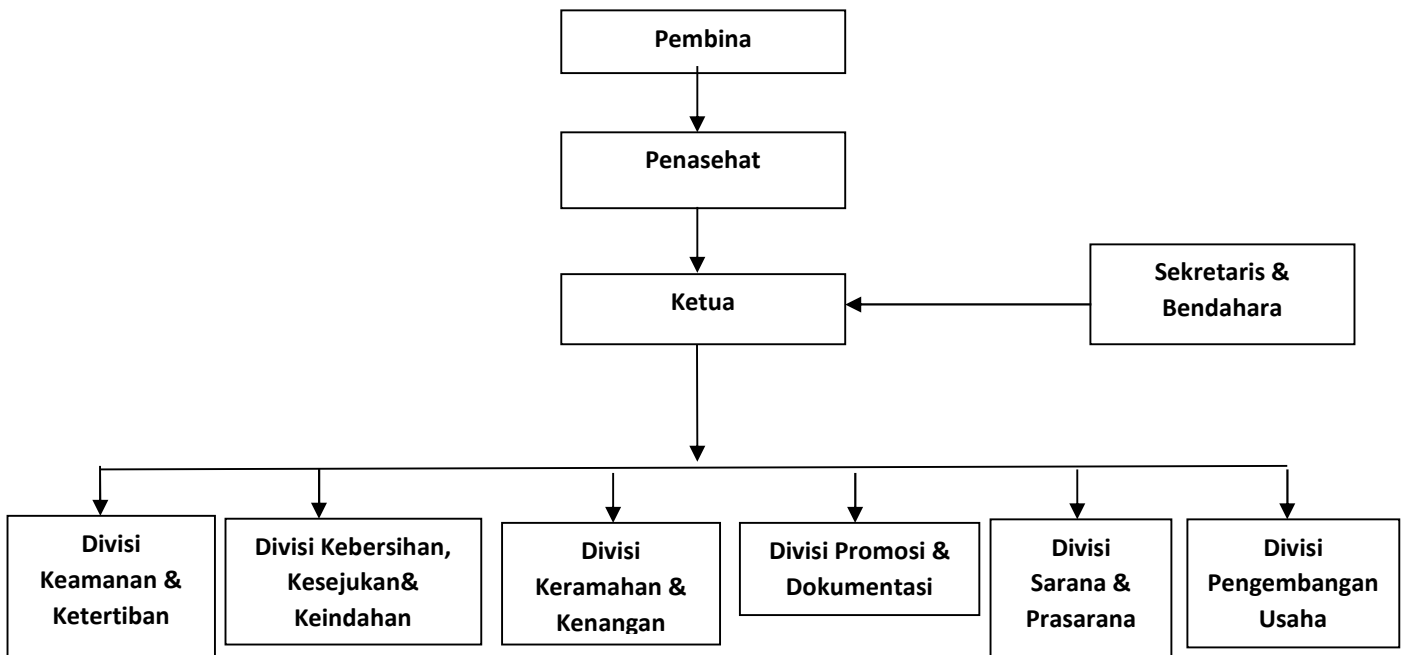 Pembina
Penasehat
Sekretaris &
Bendahara
Ketua
Divisi
Keamanan &
Ketertiban
Divisi Kebersihan,
Kesejukan&
Keindahan
Divisi
Keramahan &
Kenangan
Divisi Promosi &
Dokumentasi
Divisi
Sarana &
Prasarana
Divisi
Pengembangan
Usaha